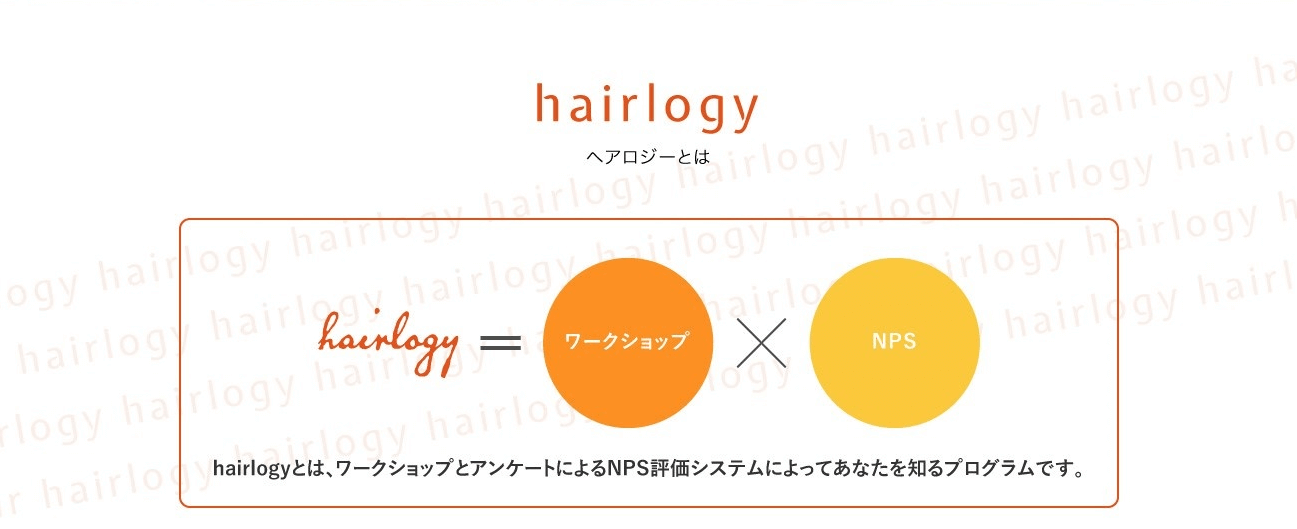 hairlogy
ヘアロジーとは
hairlogy = ワークショップ × NPS
hairlogyとは、ワークショップとアンケートによるNPS評価システムによってあなたを知るプログラムです。